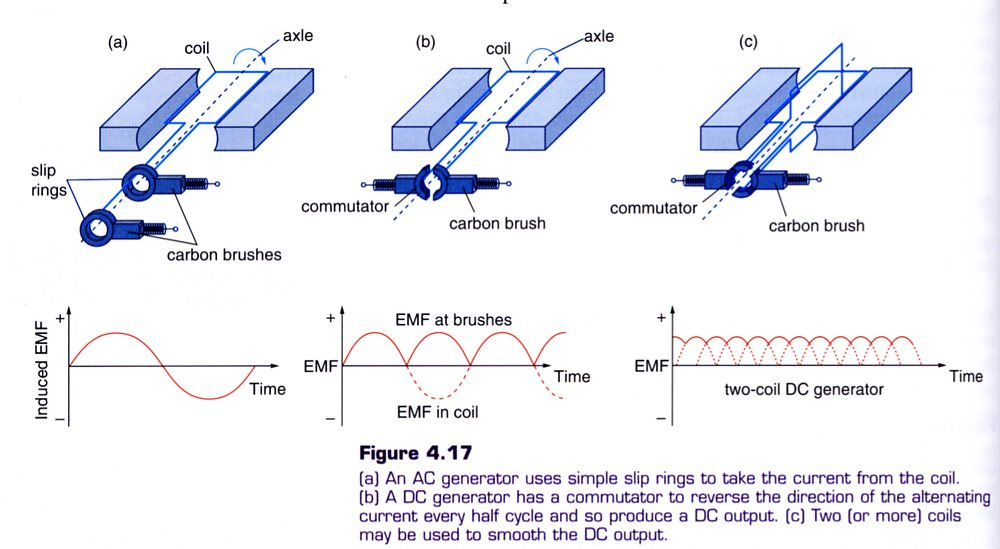 (a)
coil
axle
slip
rings
carbon brushes
(b)
coil
axle
commutator
carbon brush
(c)
commutator
carbon brush
Induced EMF
+
–
Time
+
EMF
–
EMF at brushes
EMF in coil
Time
+
EMF
–
two-coil DC generator
Time
Figure 4.17
(a) An AC generator uses simple slip rings to take the current from the coil.
(b) A DC generator has a commutator to reverse the direction of the alternating
current every half cycle and so produce a DC output. (c) Two (or more) coils
may be used to smooth the DC output.